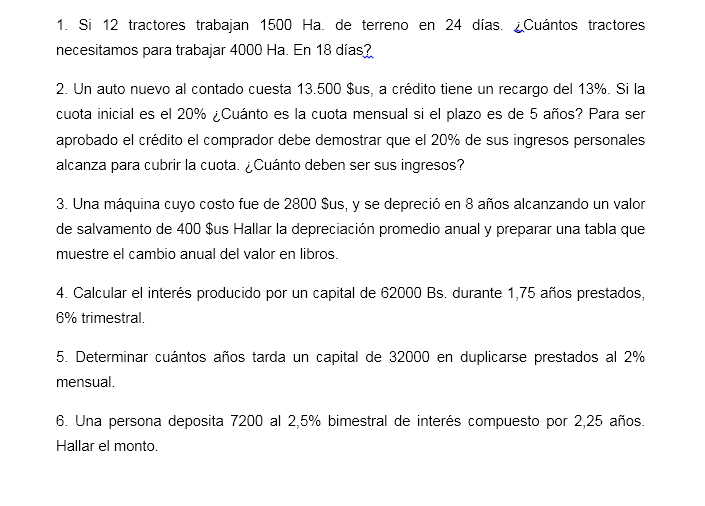 1. Si 12 tractores trabajan 1500 Ha. de terreno en 24 días. ¿Cuántos tractores
necesitamos para trabajar 4000 Ha. En 18 días?
2. Un auto nuevo al contado cuesta 13.500 $us, a crédito tiene un recargo del 13%. Si la
cuota inicial es el 20% ¿Cuánto es la cuota mensual si el plazo es de 5 años? Para ser
aprobado el crédito el comprador debe demostrar que el 20% de sus ingresos personales
alcanza para cubrir la cuota. ¿Cuánto deben ser sus ingresos?
3. Una máquina cuyo costo fue de 2800 $us, y se depreció en 8 años alcanzando un valor
de salvamento de 400 $us Hallar la depreciación promedio anual y preparar una tabla que
muestre el cambio anual del valor en libros.
4. Calcular el interés producido por un capital de 62000 Bs. durante 1,75 años prestados,
6% trimestral.
5. Determinar cuántos años tarda un capital de 32000 en duplicarse prestados al 2%
mensual.
6. Una persona deposita 7200 al 2,5% bimestral de interés compuesto por 2,25 años.
Hallar el monto.